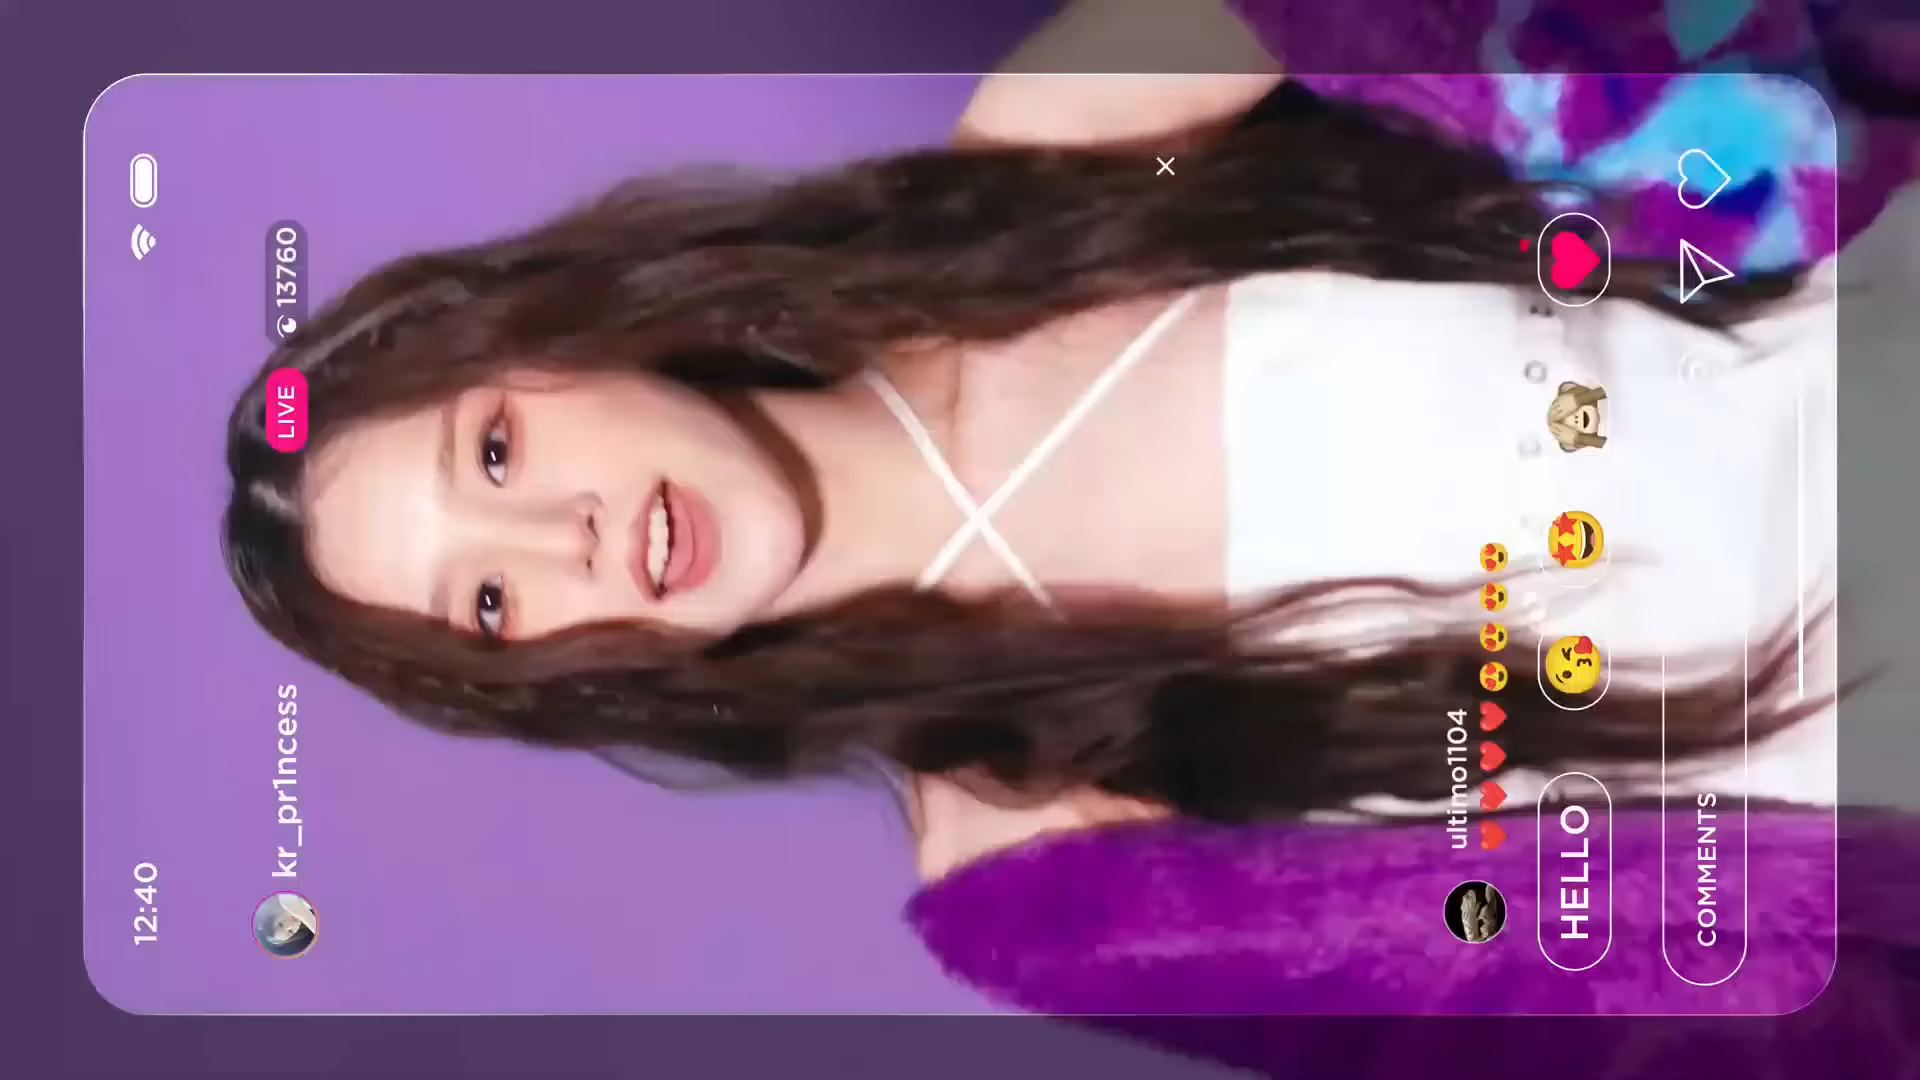 12:40
kr_pr1ncess
LIVE
13760
ultimo1104
HELLO
COMMENTS